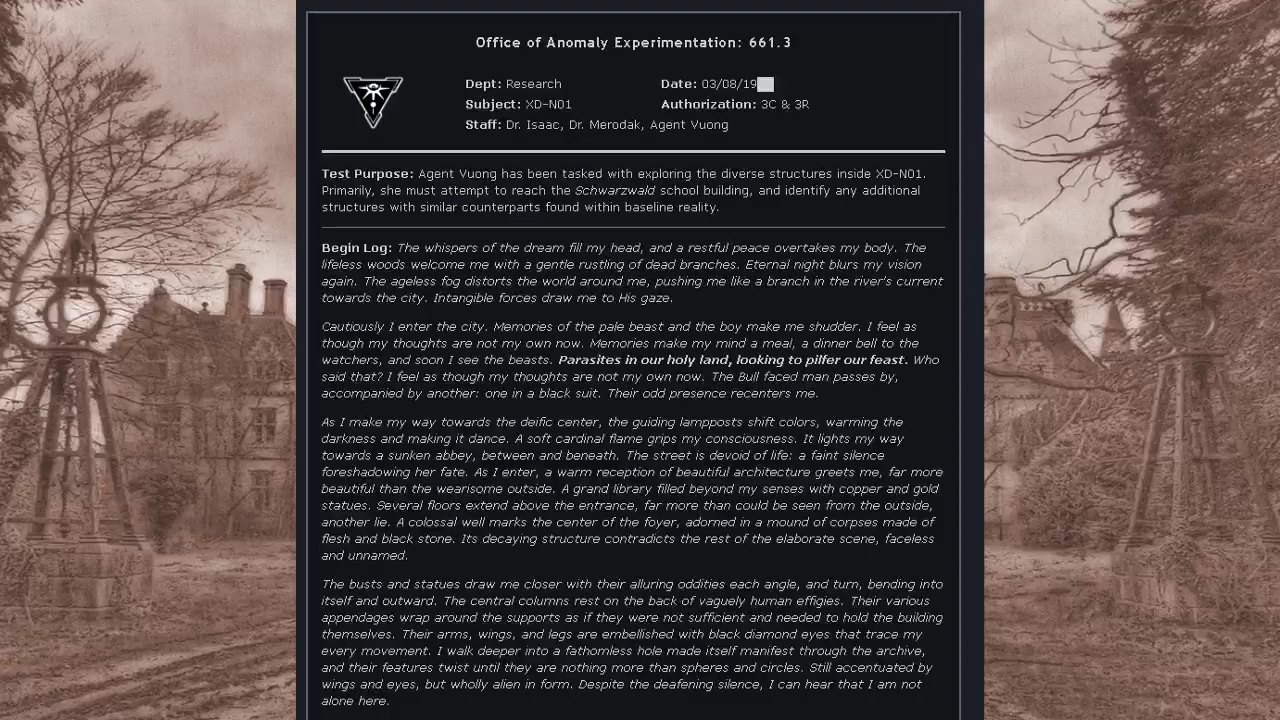 Office of Anomaly Experimentation: 661.3
Dept: Research
Date: 03/08/19
Subject: XD-N01
Authorization: 3C & 3R
Staff: Dr. Isaac, Dr. Merodak, Agent Vuong
Test Purpose: Agent Vuong has been tasked with exploring the diverse structures inside XD-N01.
Primarily, she must attempt to reach the Schwarzwald school building, and identify any additional
structures with similar counterparts found within baseline reality.
Begin Log: The whispers of the dream fill my head, and a restful peace overtakes my body. The
lifeless woods welcome me with a gentle rustling of dead branches. Eternal night blurs my vision
again. The ageless fog distorts the world around me, pushing me like a branch in the river's current
towards the city. Intangible forces draw me to His gaze.
Cautiously I enter the city. Memories of the pale beast and the boy make me shudder. I feel as
though my thoughts are not my own now. Memories make my mind a meal, a dinner bell to the
watchers, and soon I see the beasts. Parasites in our holy land, looking to pilfer our feast. Who
said that? I feel as though my thoughts are not my own now. The Bull faced man passes by,
accompanied by another: one in a black suit. Their odd presence recenters me.
As I make my way towards the deific center, the guiding lampposts shift colors, warming the
darkness and making it dance. A soft cardinal flame grips my consciousness. It lights my way
towards a sunken abbey, between and beneath. The street is devoid of life: a faint silence
foreshadowing her fate. As I enter, a warm reception of beautiful architecture greets me, far more
beautiful than the wearisome outside. A grand library filled beyond my senses with copper and gold
statues. Several floors extend above the entrance, far more than could be seen from the outside,
another lie. A colossal well marks the center of the foyer, adorned in a mound of corpses made of
flesh and black stone. Its decaying structure contradicts the rest of the elaborate scene, faceless
and unnamed.
The busts and statues draw me closer with their alluring oddities each angle, and turn, bending into
itself and outward. The central columns rest on the back of vaguely human effigies. Their various
appendages wrap around the supports as if they were not sufficient and needed to hold the building
themselves. Their arms, wings, and legs are embellished with black diamond eyes that trace my
every movement. I walk deeper into a fathomless hole made itself manifest through the archive,
and their features twist until they are nothing more than spheres and circles. Still accentuated by
wings and eyes, but wholly alien in form. Despite the deafening silence, I can hear that I am not
alone here.